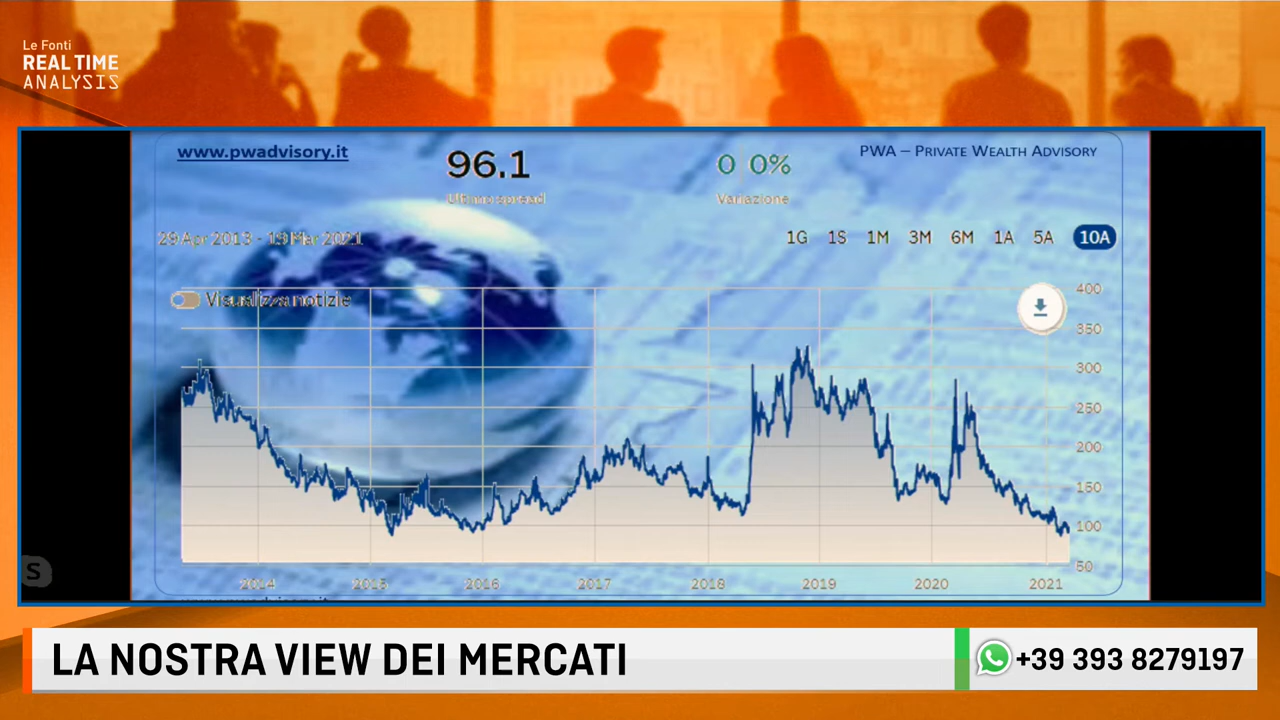 Le Fonti
REAL TIME
ANALYSIS
www.pwadvisory.it
PWA – PRIVATE WEALTH ADVISORY
96.1
0 0%
Ultimo spread
Variazione
29 Apr 2013 - 19 Mar 2021
1G 1S 1M 3M 6M 1A 5A 10A
Visualizza notizie
400
350
300
250
200
150
100
50
2014 2015 2016 2017 2018 2019 2020 2021
S
LA NOSTRA VIEW DEI MERCATI
+39 393 8279197